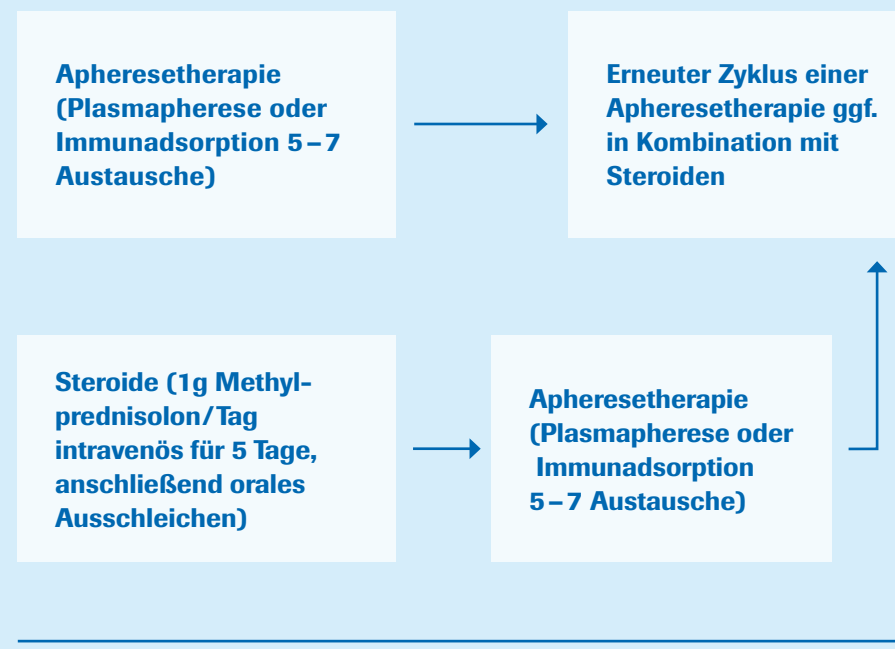 Apheresetherapie
(Plasmapherese oder
Immunadsorption 5–7
Austausche)
Erneuter Zyklus einer
Apheresetherapie ggf.
in Kombination mit
Steroiden
Steroide (1g Methyl-
prednisolon/Tag
intravenös für 5 Tage,
anschließend orales
Ausschleichen)
Apheresetherapie
(Plasmapherese oder
Immunadsorption
5–7 Austausche)